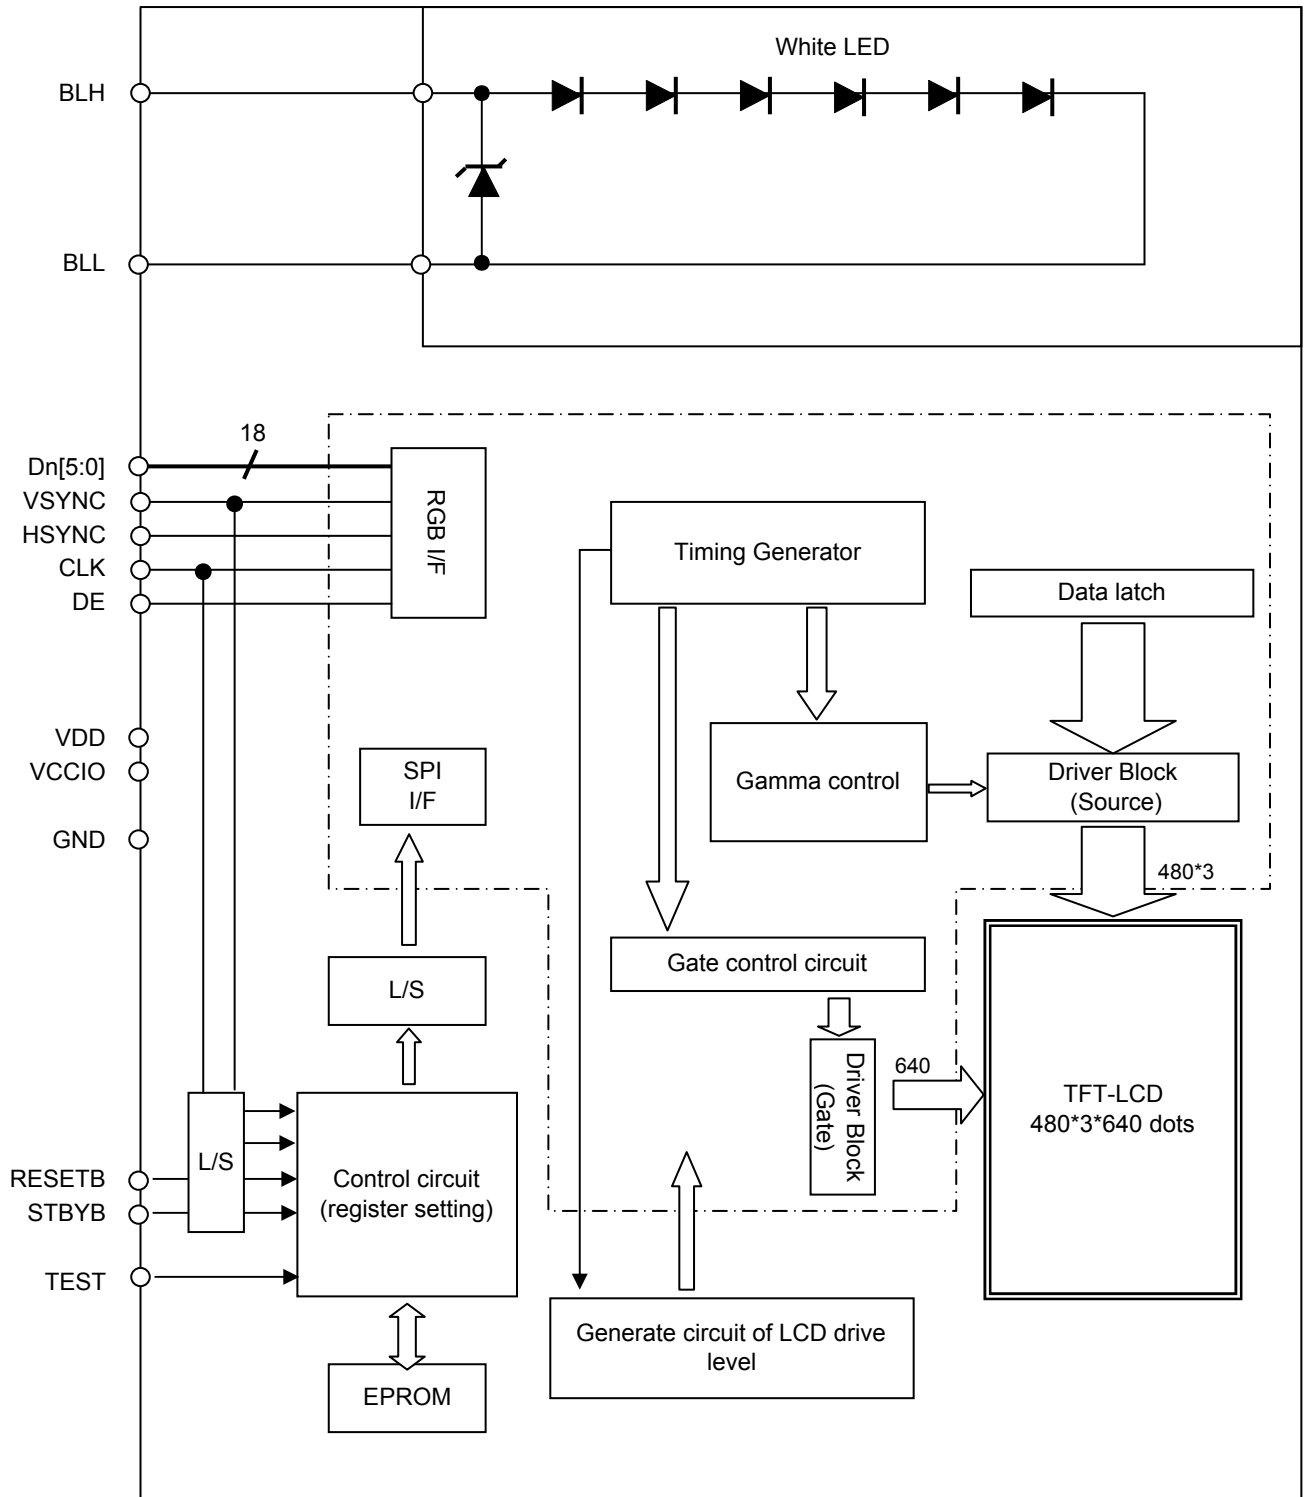 White LED
BLH
BLL
18
Dn[5:0]
VSYNC
HSYNC
CLK
DE
RGB I/F
Timing Generator
Data latch
VDD
VCCIO
GND
SPI
I/F
Gamma control
Driver Block
(Source)
480*3
L/S
Gate control circuit
Driver Block
(Gate)
640
TFT-LCD
480*3*640 dots
RESETB
STBYB
TEST
L/S
Control circuit
(register setting)
Generate circuit of LCD drive
level
EPROM